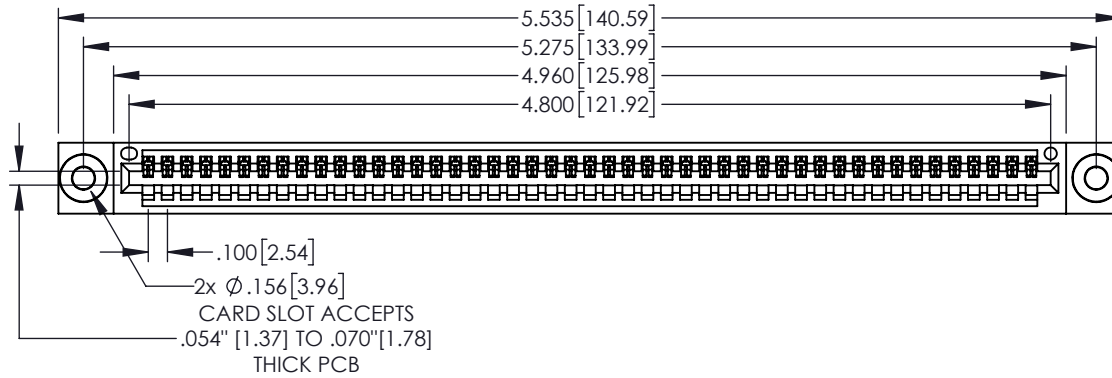 5.535[140.59]
5.275[133.99]
4.960[125.98]
4.800[121.92]
.100[2.54]
2x Ø.156[3.96]
CARD SLOT ACCEPTS
.054" [1.37] TO .070"[1.78]
THICK PCB